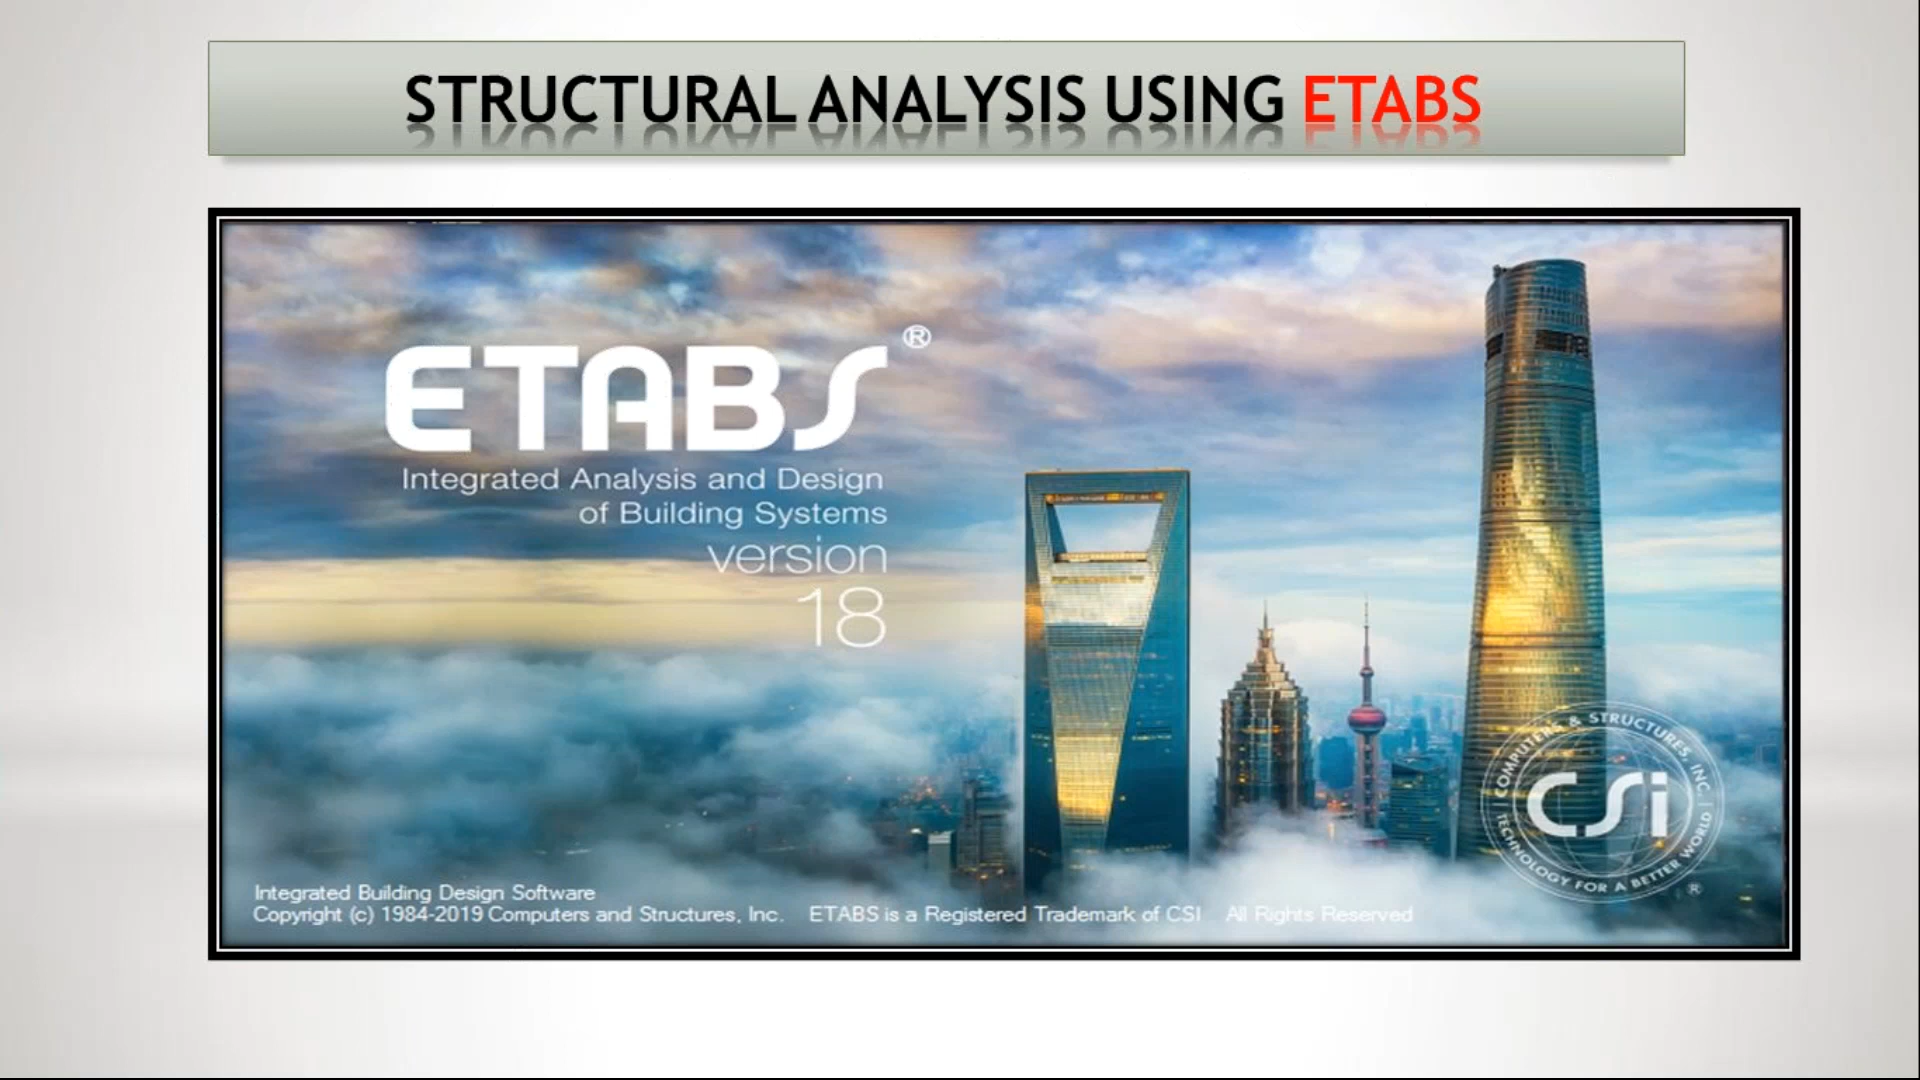 STRUCTURAL ANALYSIS USING ETABS
ETABS®
Integrated Analysis and Design
of Building Systems
version
18
COMPUTERS & STRUCTURES, INC.
CSi
TECHNOLOGY FOR A BETTER WORLD ®
Integrated Building Design Software
Copyright (c) 1984-2019 Computers and Structures, Inc. ETABS is a Registered Trademark of CSI All Rights Reserved